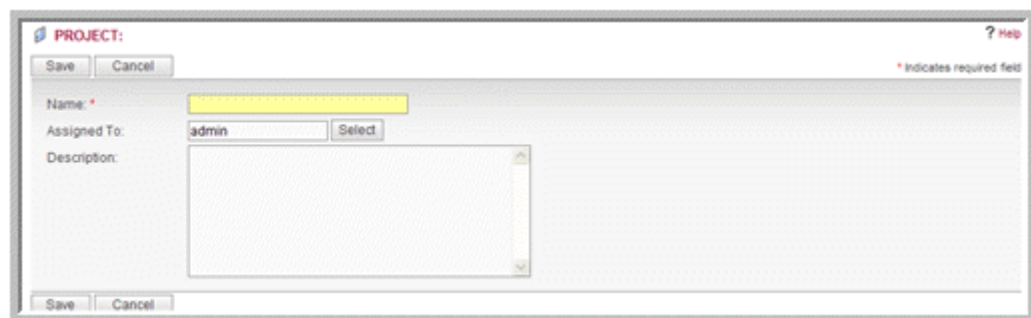 PROJECT:
? Help
Save Cancel
* Indicates required field
Name: *
Assigned To: admin Select
Description:
Save Cancel